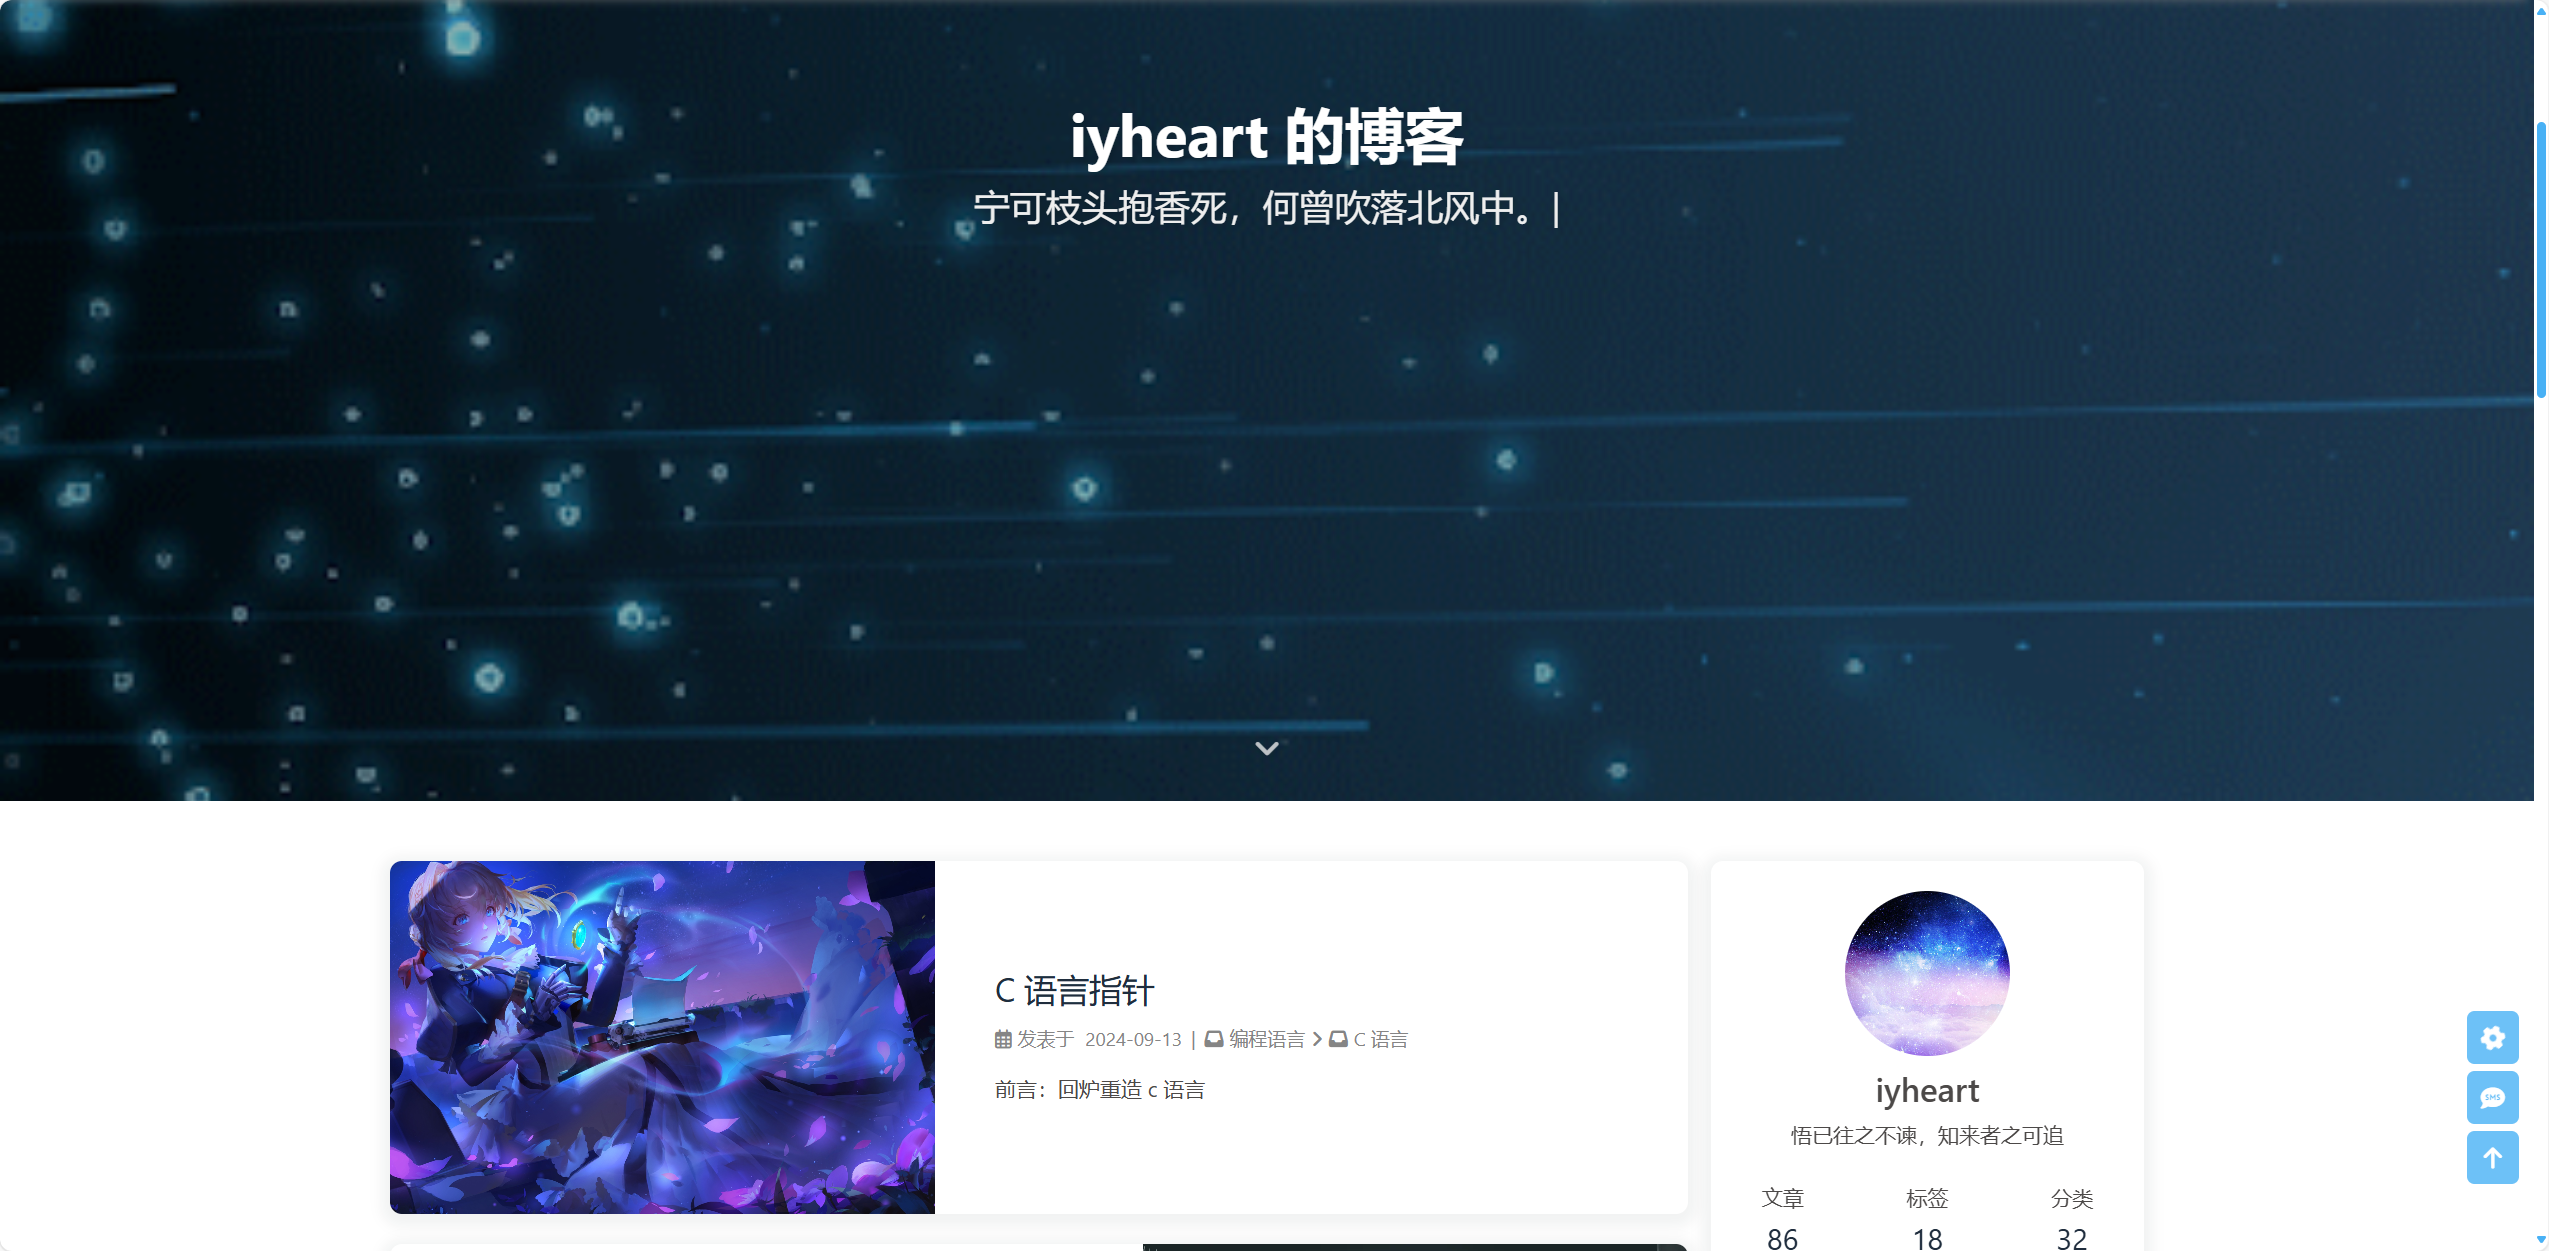 iyheart 的博客
宁可枝头抱香死，何曾吹落北风中。|
C 语言指针
发表于 2024-09-13 | 编程语言 > C 语言
前言：回炉重造 c 语言
iyheart
悟已往之不谏，知来者之可追
文章 标签 分类
86 18 32
SMS